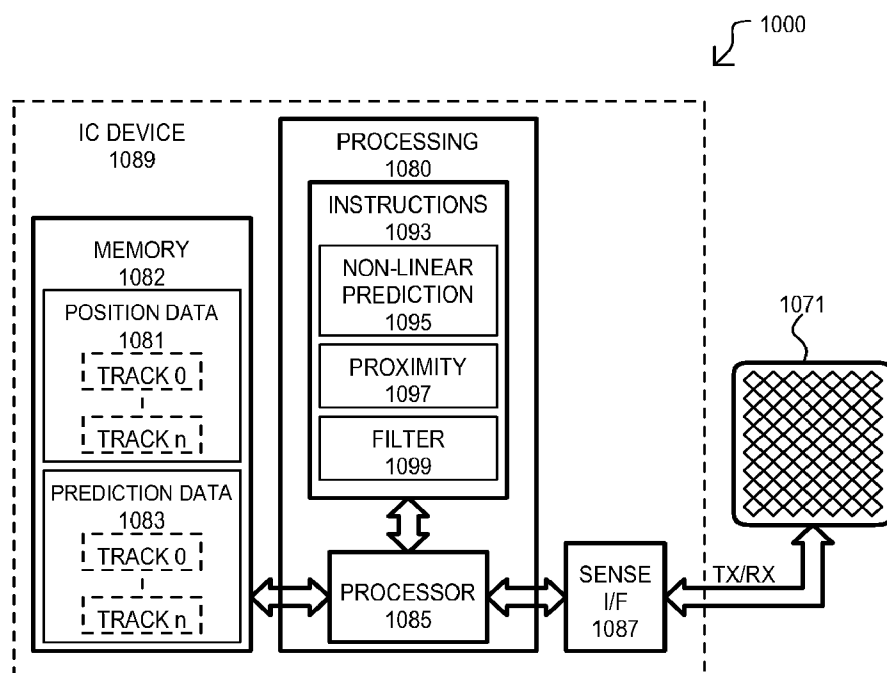 1000
IC DEVICE
1089
PROCESSING
1080
INSTRUCTIONS
1093
NON-LINEAR
PREDICTION
1095
PROXIMITY
1097
FILTER
1099
MEMORY
1082
POSITION DATA
1081
TRACK 0
TRACK n
PREDICTION DATA
1083
TRACK 0
TRACK n
PROCESSOR
1085
SENSE
I/F
1087
TX/RX
1071